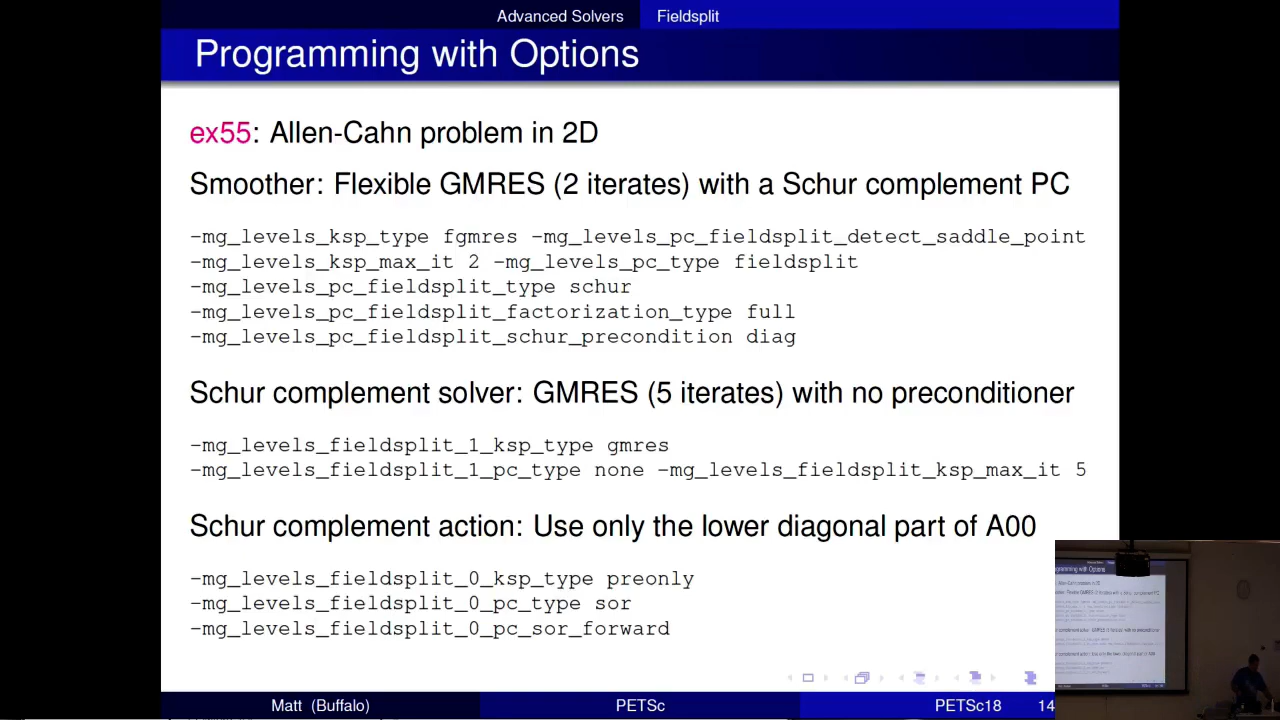 Advanced Solvers Fieldsplit
Programming with Options
ex55: Allen-Cahn problem in 2D
Smoother: Flexible GMRES (2 iterates) with a Schur complement PC
-mg_levels_ksp_type fgmres -mg_levels_pc_fieldsplit_detect_saddle_point
-mg_levels_ksp_max_it 2 -mg_levels_pc_type fieldsplit
-mg_levels_pc_fieldsplit_type schur
-mg_levels_pc_fieldsplit_factorization_type full
-mg_levels_pc_fieldsplit_schur_precondition diag
Schur complement solver: GMRES (5 iterates) with no preconditioner
-mg_levels_fieldsplit_1_ksp_type gmres
-mg_levels_fieldsplit_1_pc_type none -mg_levels_fieldsplit_ksp_max_it 5
Schur complement action: Use only the lower diagonal part of A00
-mg_levels_fieldsplit_0_ksp_type preonly
-mg_levels_fieldsplit_0_pc_type sor
-mg_levels_fieldsplit_0_pc_sor_forward
Matt (Buffalo) PETSc PETSc18 14